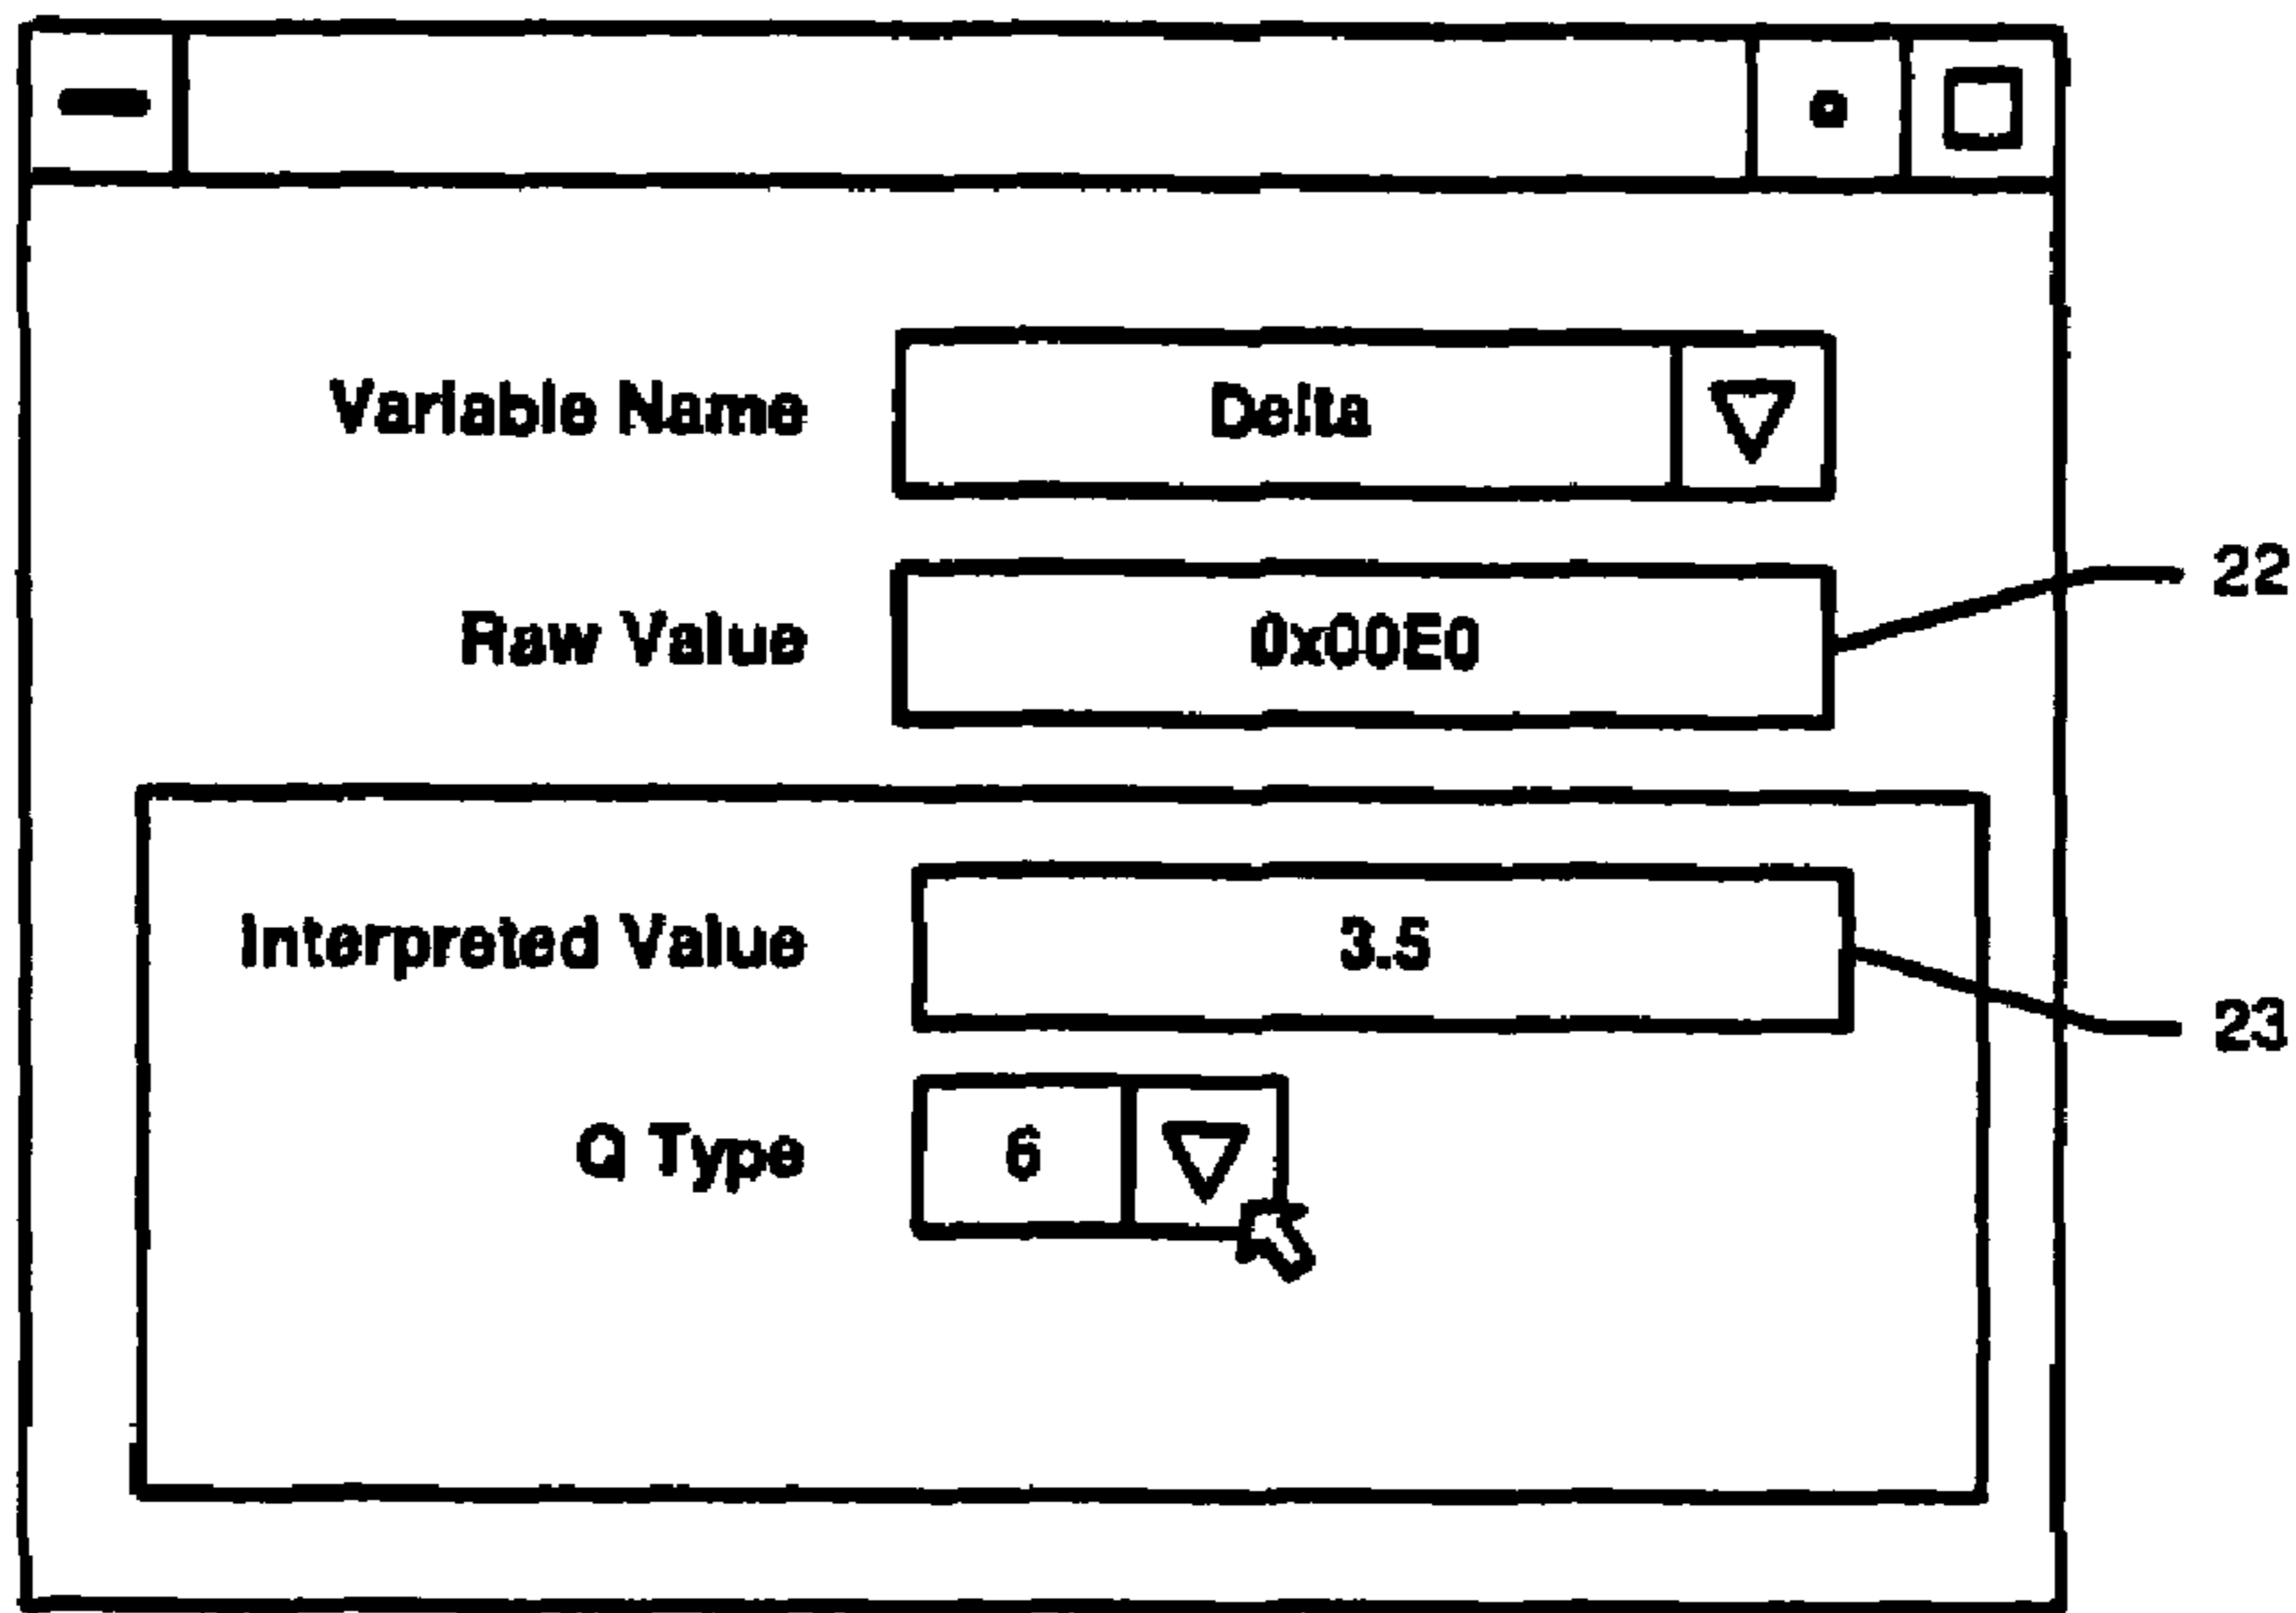 Variable Name Delta
22
Raw Value 0x00E0
Interpreted Value 3.5
23
Q Type 6